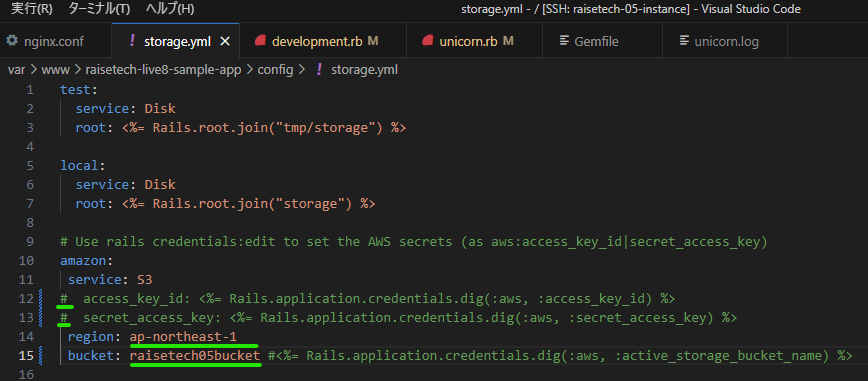 実行(R) ターミナル(T) ヘルプ(H) storage.yml - / [SSH: raisetech-05-instance] - Visual Studio Code
nginx.conf ! storage.yml × development.rb M unicorn.rb M Gemfile unicorn.log
var > www > raisetech-live8-sample-app > config > ! storage.yml
1 test:
2 service: Disk
3 root: <%= Rails.root.join("tmp/storage") %>
4
5 local:
6 service: Disk
7 root: <%= Rails.root.join("storage") %>
8
9 # Use rails credentials:edit to set the AWS secrets (as aws:access_key_id|secret_access_key)
10 amazon:
11 service: S3
12 # access_key_id: <%= Rails.application.credentials.dig(:aws, :access_key_id) %>
13 # secret_access_key: <%= Rails.application.credentials.dig(:aws, :secret_access_key) %>
14 region: ap-northeast-1
15 bucket: raisetech05bucket #<%= Rails.application.credentials.dig(:aws, :active_storage_bucket_name) %>
16